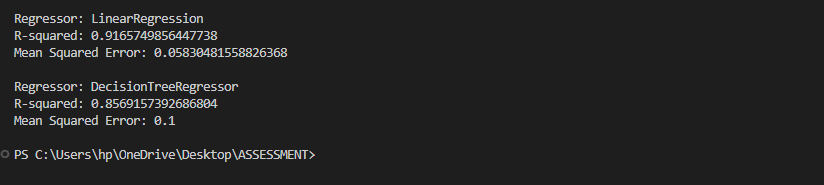 Regressor: LinearRegression
R-squared: 0.9165749856447738
Mean Squared Error: 0.05830481558826368
Regressor: DecisionTreeRegressor
R-squared: 0.8569157392686804
Mean Squared Error: 0.1
PS C:\Users\hp\OneDrive\Desktop\ASSESSMENT>